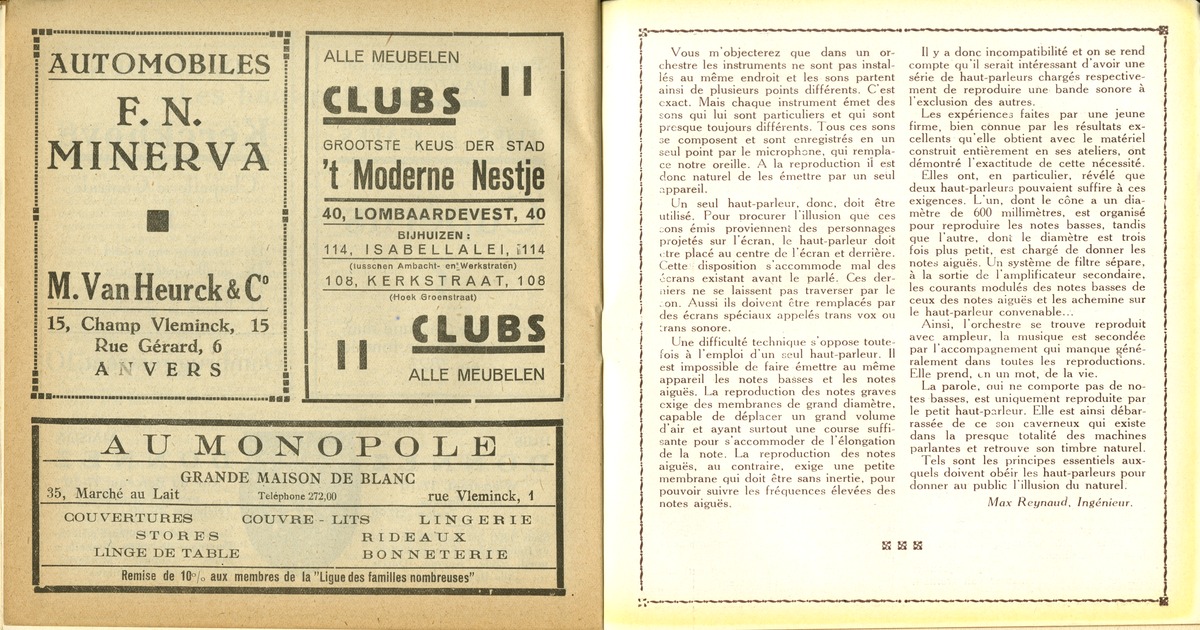 AUTOMOBILES
F. N.
MINERVA
M. Van Heurck & Cº
15, Champ Vleminck, 15
Rue Gérard, 6
ANVERS
ALLE MEUBELEN
CLUBS
GROOTSTE KEUS DER STAD
't Moderne Nestje
40, LOMBAARDEVEST, 40
BIJHUIZEN :
114, ISABELLALEI, 114
(tusschen Ambacht- en Werkstraten)
108, KERKSTRAAT, 108
(Hoek Groenstraat)
CLUBS
ALLE MEUBELEN
AU MONOPOLE
GRANDE MAISON DE BLANC
35, Marché au Lait Téléphone 272,00 rue Vleminck, 1
COUVERTURES COUVRE - LITS LINGERIE
STORES RIDEAUX
LINGE DE TABLE BONNETERIE
Remise de 10% aux membres de la "Ligue des familles nombreuses"
Vous m'objecterez que dans un or-
chestre les instruments ne sont pas instal-
lés au même endroit et les sons partent
ainsi de plusieurs points différents. C'est
exact. Mais chaque instrument émet des
sons qui lui sont particuliers et qui sont
presque toujours différents. Tous ces sons
se composent et sont enregistrés en un
seul point par le microphone, qui rempla-
ce notre oreille. A la reproduction il est
donc naturel de les émettre par un seul
appareil.
Un seul haut-parleur, donc, doit être
utilisé. Pour procurer l'illusion que ces
sons émis proviennent des personnages
projetés sur l'écran, le haut-parleur doit
être placé au centre de l'écran et derrière.
Cette disposition s'accommode mal des
écrans existant avant le parlé. Ces der-
niers ne se laissent pas traverser par le
son. Aussi ils doivent être remplacés par
des écrans spéciaux appelés trans vox ou
trans sonore.
Une difficulté technique s'oppose toute-
fois à l'emploi d'un seul haut-parleur. Il
est impossible de faire émettre au même
appareil les notes basses et les notes
aiguës. La reproduction des notes graves
exige des membranes de grand diamètre,
capable de déplacer un grand volume
d'air et ayant surtout une course suffi-
sante pour s'accommoder de l'élongation
de la note. La reproduction des notes
aiguës, au contraire, exige une petite
membrane qui doit être sans inertie, pour
pouvoir suivre les fréquences élevées des
notes aiguës.
Il y a donc incompatibilité et on se rend
compte qu'il serait intéressant d'avoir une
série de haut-parleurs chargés respective-
ment de reproduire une bande sonore à
l'exclusion des autres.
Les expériences faites par une jeune
firme, bien connue par les résultats ex-
cellents qu'elle obtient avec le matériel
construit entièrement en ses ateliers, ont
démontré l'exactitude de cette nécessité.
Elles ont, en particulier, révélé que
deux haut-parleurs pouvaient suffire à ces
exigences. L'un, dont le cône a un dia-
mètre de 600 millimètres, est organisé
pour reproduire les notes basses, tandis
que l'autre, dont le diamètre est trois
fois plus petit, est chargé de donner les
notes aiguës. Un système de filtre sépare,
à la sortie de l'amplificateur secondaire,
les courants modulés des notes basses de
ceux des notes aiguës et les achemine sur
le haut-parleur convenable...
Ainsi, l'orchestre se trouve reproduit
avec ampleur, la musique est secondée
par l'accompagnement qui manque géné-
ralement dans toutes les reproductions.
Elle prend, en un mot, de la vie.
La parole, qui ne comporte pas de no-
tes basses, est uniquement reproduite par
le petit haut-parleur. Elle est ainsi débar-
rassée de ce son caverneux qui existe
dans la presque totalité des machines
parlantes et retrouve son timbre naturel.
Tels sont les principes essentiels aux-
quels doivent obéir les haut-parleurs pour
donner au public l'illusion du naturel.
Max Reynaud, Ingénieur.